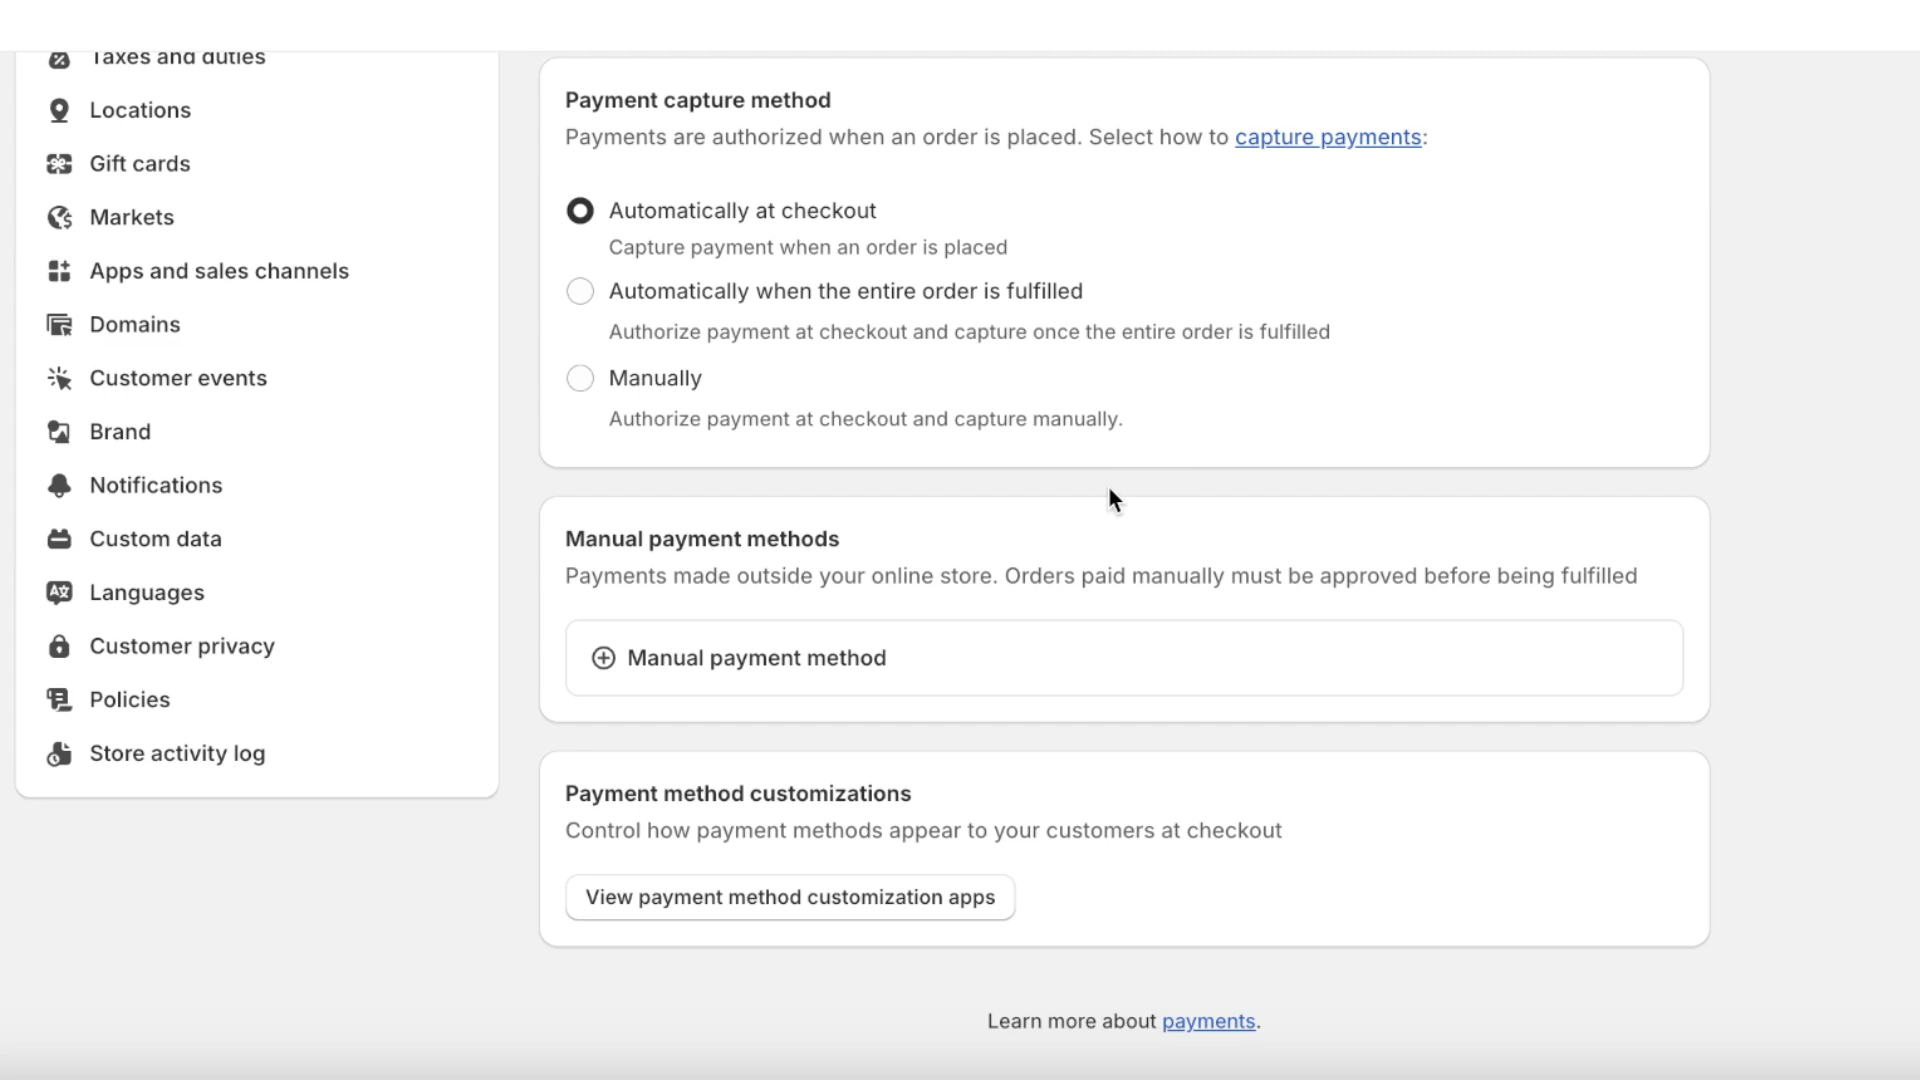 Taxes and duties
Locations
Gift cards
Markets
Apps and sales channels
Domains
Customer events
Brand
Notifications
Custom data
Languages
Customer privacy
Policies
Store activity log
Payment capture method
Payments are authorized when an order is placed. Select how to capture payments:
Automatically at checkout
Capture payment when an order is placed
Automatically when the entire order is fulfilled
Authorize payment at checkout and capture once the entire order is fulfilled
Manually
Authorize payment at checkout and capture manually.
Manual payment methods
Payments made outside your online store. Orders paid manually must be approved before being fulfilled
Manual payment method
Payment method customizations
Control how payment methods appear to your customers at checkout
View payment method customization apps
Learn more about payments.